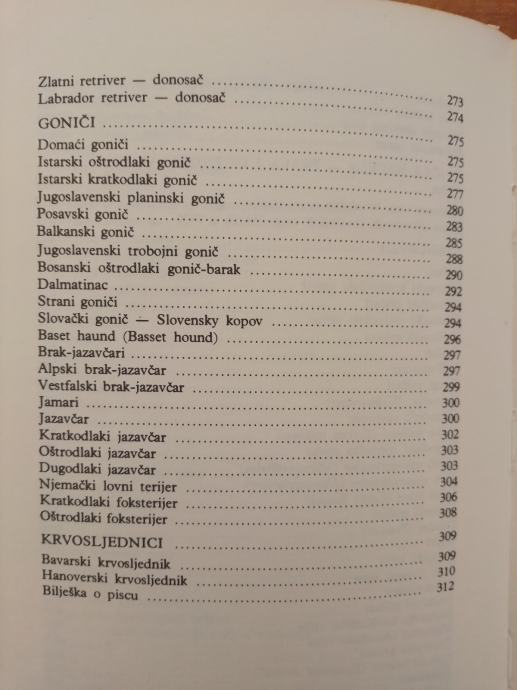 Zlatni retriver — donosač ........ 273
Labrador retriver — donosač ........ 274
GONIČI ........ 275
Domaći goniči ........ 275
Istarski oštrodlaki gonič ........ 275
Istarski kratkodlaki gonič ........ 277
Jugoslavenski planinski gonič ........ 280
Posavski gonič ........ 283
Balkanski gonič ........ 285
Jugoslavenski trobojni gonič ........ 288
Bosanski oštrodlaki gonič-barak ........ 290
Dalmatinac ........ 292
Strani goniči ........ 294
Slovački gonič — Slovensky kopov ........ 294
Baset haund (Basset hound) ........ 296
Brak-jazavčari ........ 297
Alpski brak-jazavčar ........ 297
Vestfalski brak-jazavčar ........ 299
Jamari ........ 300
Jazavčar ........ 300
Kratkodlaki jazavčar ........ 302
Oštrodlaki jazavčar ........ 303
Dugodlaki jazavčar ........ 303
Njemački lovni terijer ........ 304
Kratkodlaki foksterijer ........ 306
Oštrodlaki foksterijer ........ 308
KRVOSLJEDNICI ........ 309
Bavarski krvosljednik ........ 309
Hanoverski krvosljednik ........ 310
Bilješka o piscu ........ 312